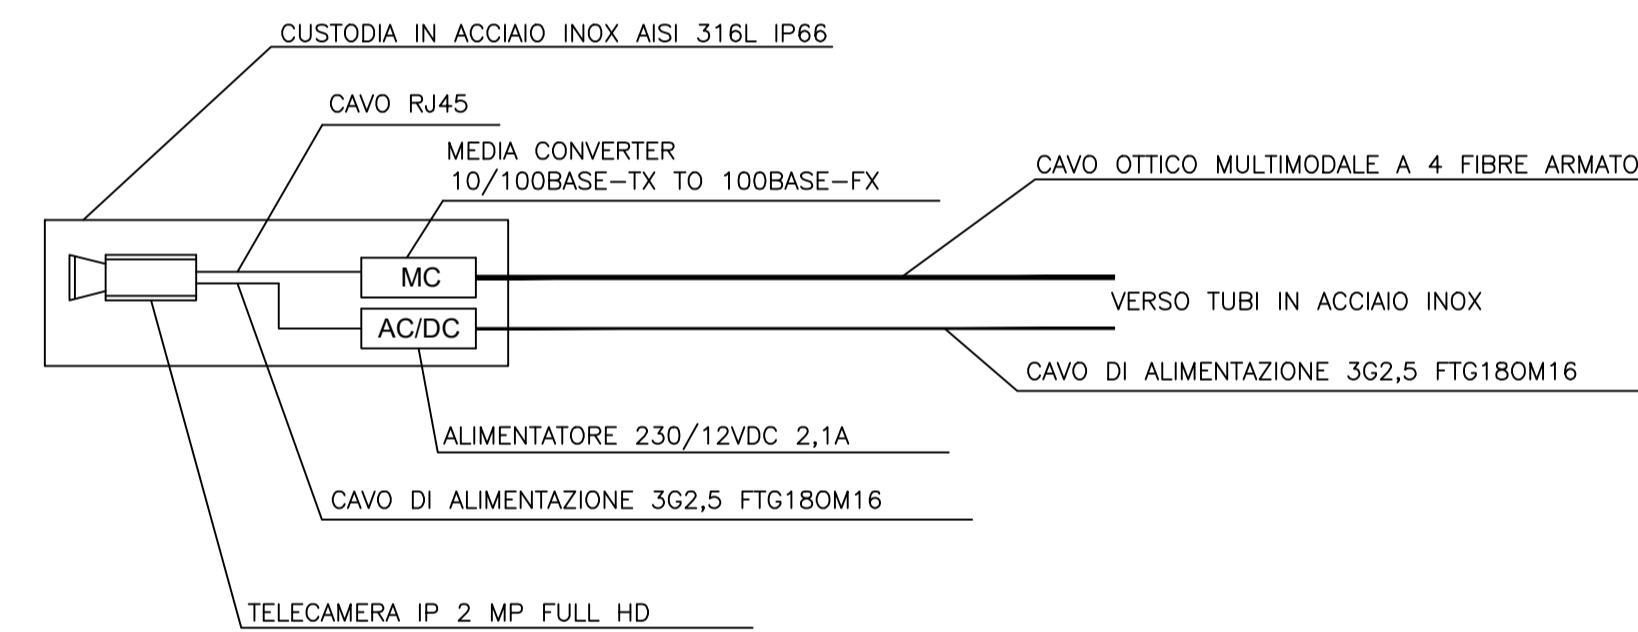 CUSTODIA IN ACCIAIO INOX AISI 316L IP66
CAVO RJ45
MEDIA CONVERTER
10/100BASE-TX TO 100BASE-FX
CAVO OTTICO MULTIMODALE A 4 FIBRE ARMATO
MC
VERSO TUBI IN ACCIAIO INOX
AC/DC
CAVO DI ALIMENTAZIONE 3G2,5 FTG18OM16
ALIMENTATORE 230/12VDC 2,1A
CAVO DI ALIMENTAZIONE 3G2,5 FTG18OM16
TELECAMERA IP 2 MP FULL HD